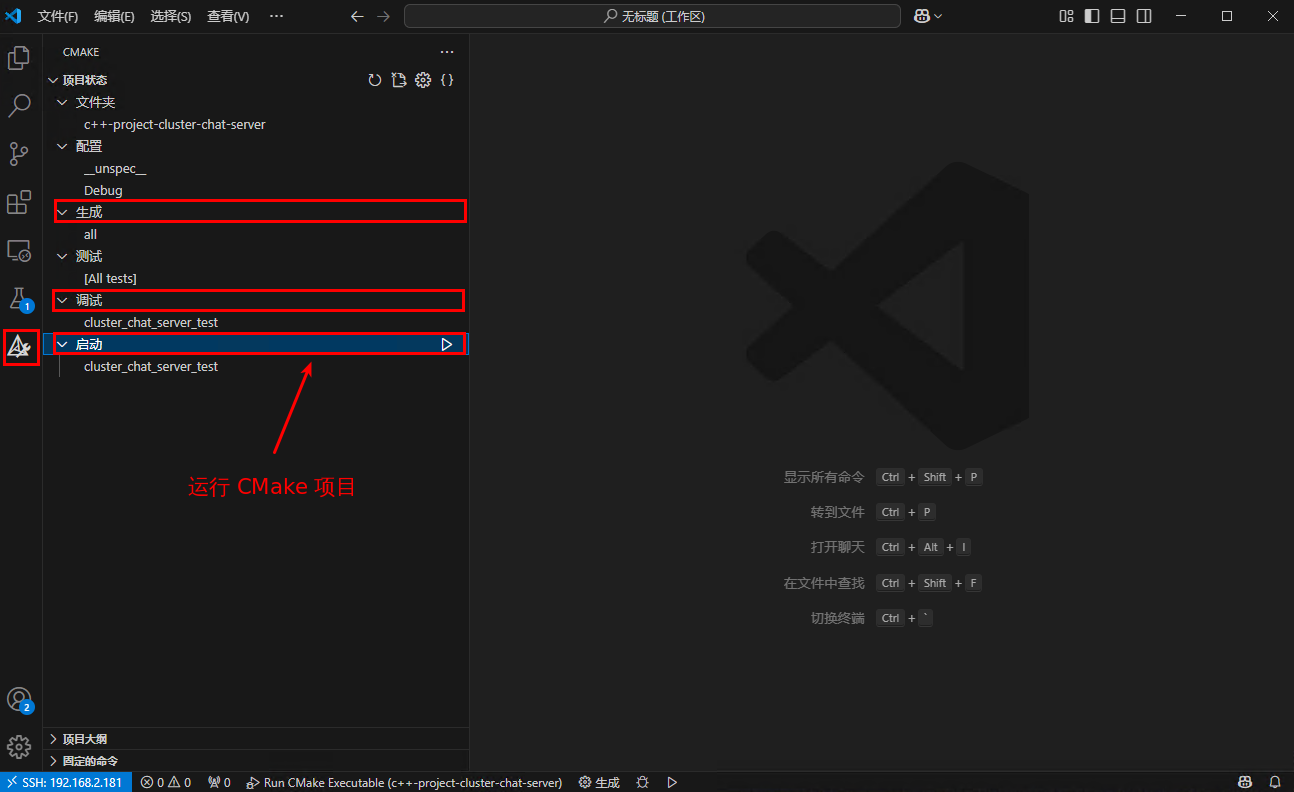 文件(F) 编辑(E) 选择(S) 查看(V) ··· 无标题 (工作区)
CMAKE
项目状态
文件夹
c++-project-cluster-chat-server
配置
__unspec__
Debug
生成
all
测试
[All tests]
1
调试
cluster_chat_server_test
启动
cluster_chat_server_test
运行 CMake 项目
显示所有命令 Ctrl + Shift + P
转到文件 Ctrl + P
打开聊天 Ctrl + Alt + I
在文件中查找 Ctrl + Shift + F
切换终端 Ctrl + `
2
项目大纲
固定的命令
SSH: 192.168.2.181 0 0 0 Run CMake Executable (c++-project-cluster-chat-server) 生成